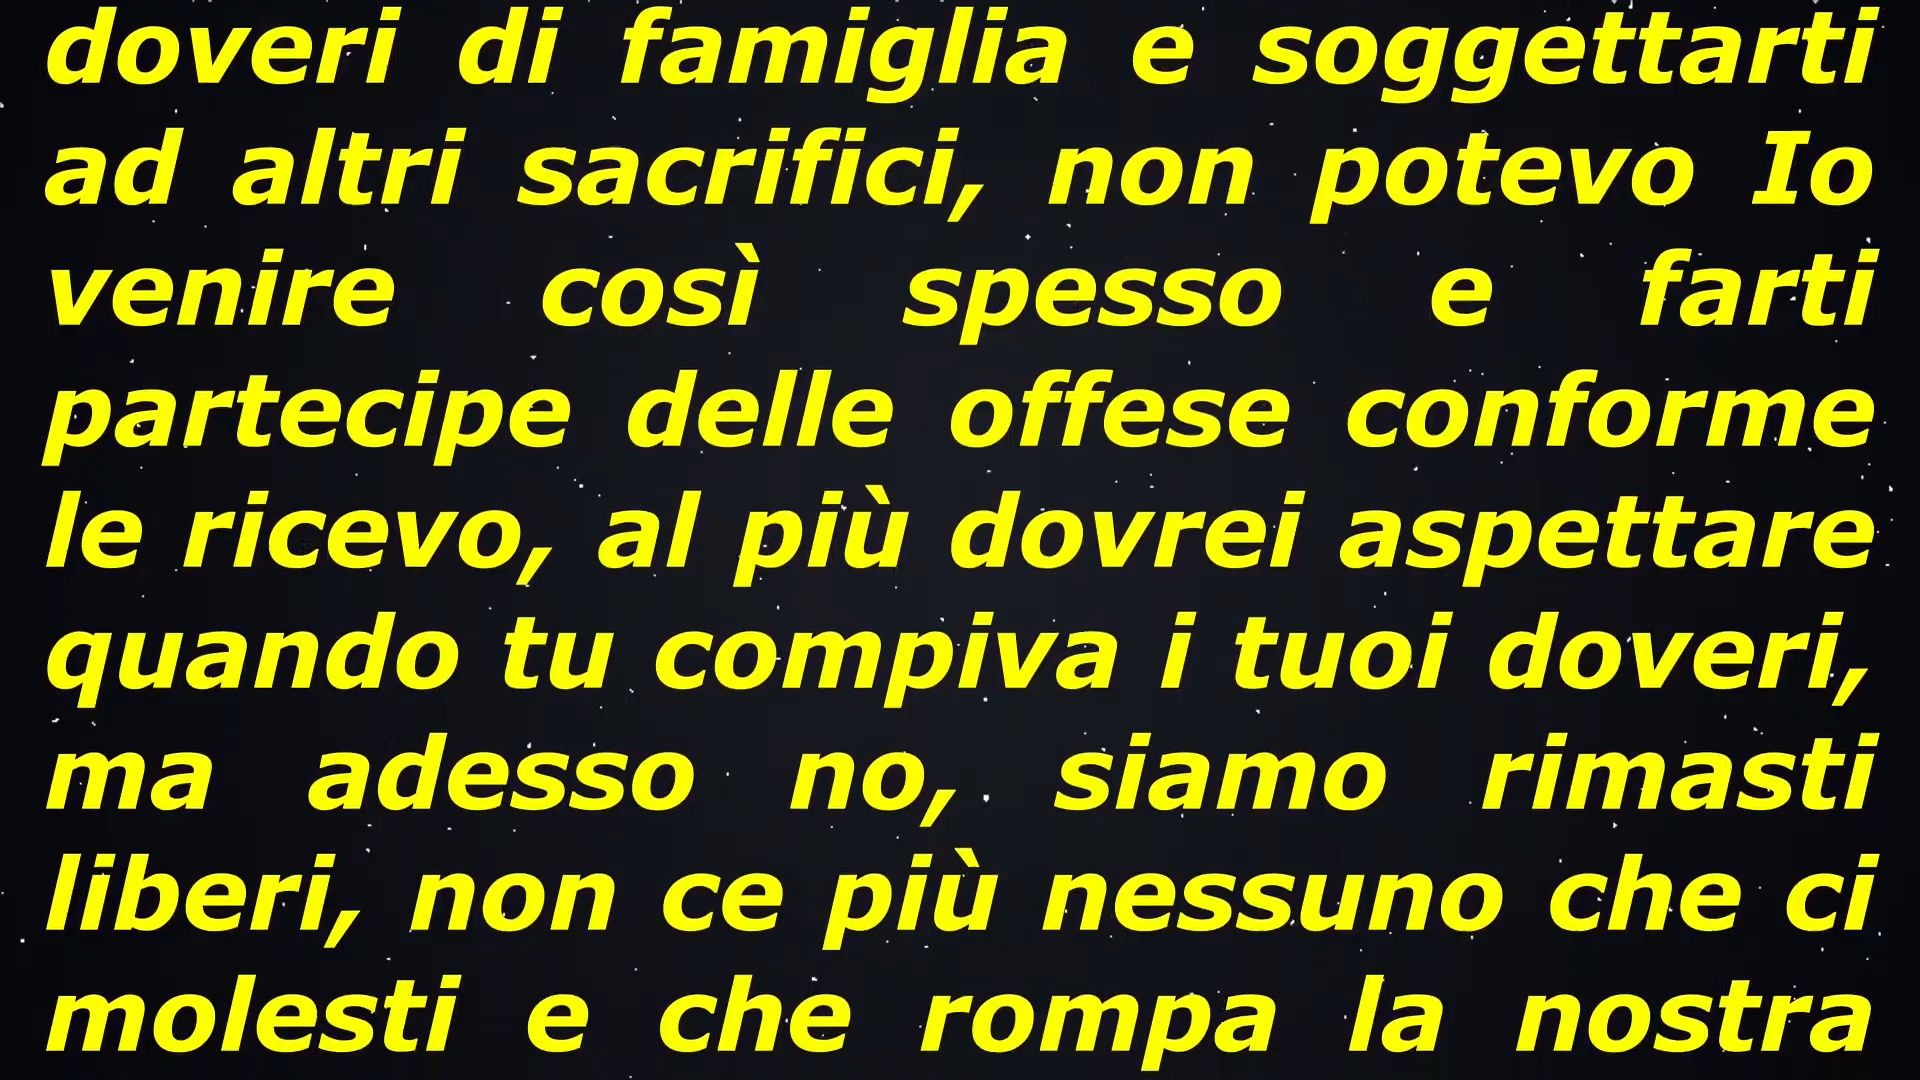 doveri di famiglia e soggettarti
ad altri sacrifici, non potevo Io
venire così spesso e farti
partecipe delle offese conforme
le ricevo, al più dovrei aspettare
quando tu compiva i tuoi doveri,
ma adesso no, siamo rimasti
liberi, non ce più nessuno che ci
molesti e che rompa la nostra